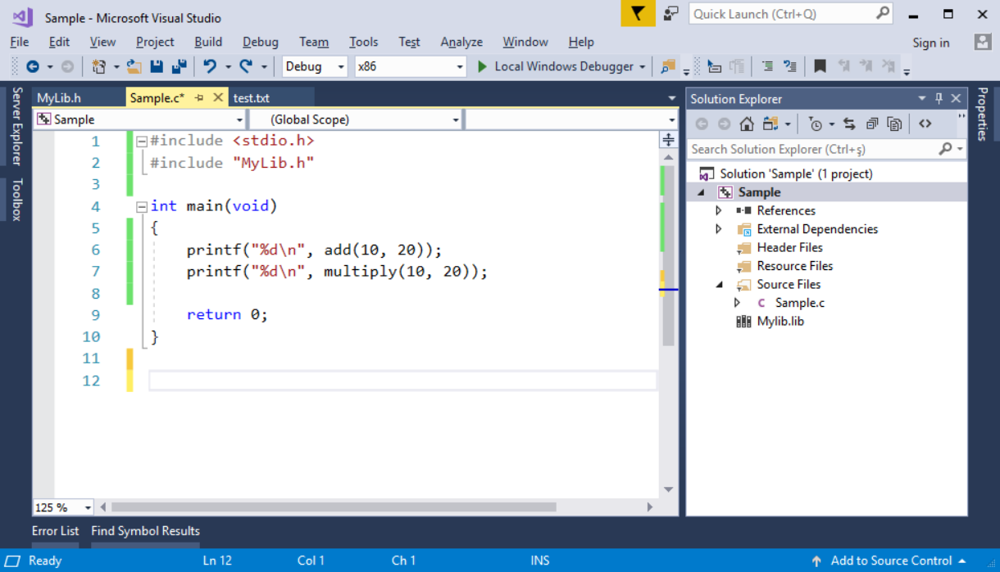 Sample - Microsoft Visual Studio
Quick Launch (Ctrl+Q)
File Edit View Project Build Debug Team Tools Test Analyze Window Help
Sign in
Debug x86 Local Windows Debugger
Server Explorer
Toolbox
MyLib.h Sample.c* test.txt
Sample (Global Scope)
1 #include <stdio.h>
2 #include "MyLib.h"
3
4 int main(void)
5 {
6 printf("%d\n", add(10, 20));
7 printf("%d\n", multiply(10, 20));
8
9 return 0;
10 }
11
12
125 %
Solution Explorer
Search Solution Explorer (Ctrl+ş)
Solution 'Sample' (1 project)
Sample
References
External Dependencies
Header Files
Resource Files
Source Files
C Sample.c
Mylib.lib
Properties
Error List Find Symbol Results
Ready Ln 12 Col 1 Ch 1 INS Add to Source Control